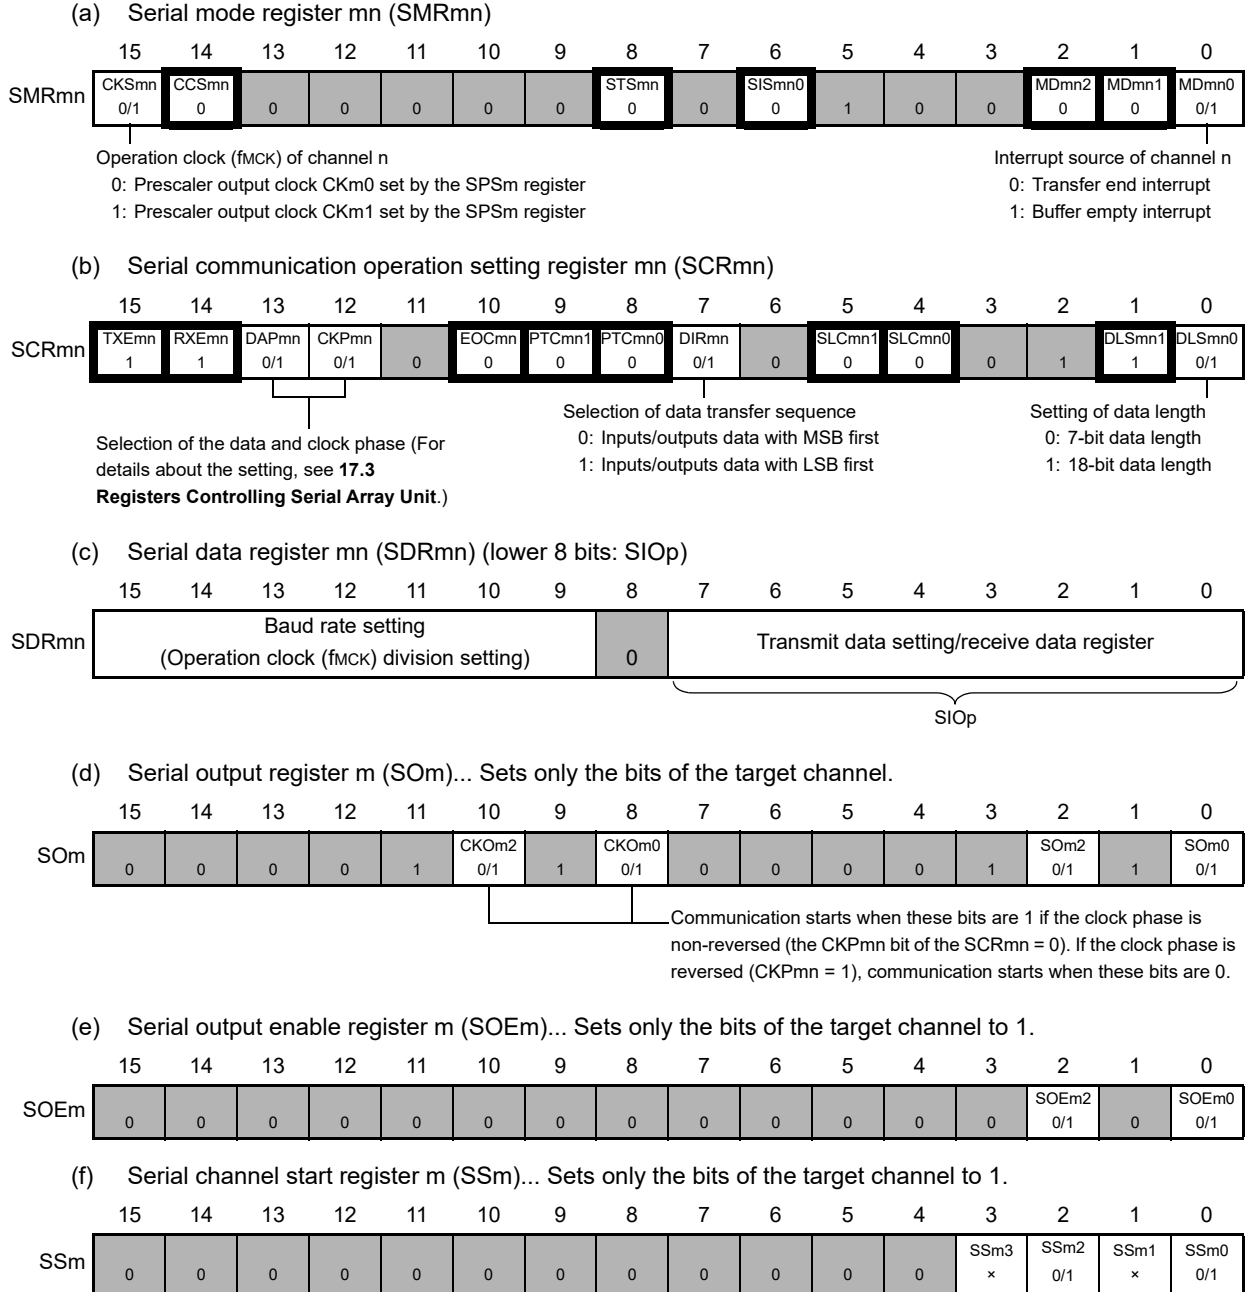 (a) Serial mode register mn (SMRmn)
15 14 13 12 11 10 9 8 7 6 5 4 3 2 1 0
SMRmn CKSmn CCSmn STSmn SISmn0 MDmn2 MDmn1 MDmn0
0/1 0 0 0 0 0 0 0 0 0 1 0 0 0 0 0/1
Operation clock (fMCK) of channel n
0: Prescaler output clock CKm0 set by the SPSm register
1: Prescaler output clock CKm1 set by the SPSm register
Interrupt source of channel n
0: Transfer end interrupt
1: Buffer empty interrupt
(b) Serial communication operation setting register mn (SCRmn)
15 14 13 12 11 10 9 8 7 6 5 4 3 2 1 0
SCRmn TXEmn RXEmn DAPmn CKPmn EOCmn PTCmn1 PTCmn0 DIRmn SLCmn1 SLCmn0 DLSmn1 DLSmn0
1 1 0/1 0/1 0 0 0 0 0/1 0 0 0 0 1 1 0/1
Selection of the data and clock phase (For
details about the setting, see 17.3
Registers Controlling Serial Array Unit.)
Selection of data transfer sequence
0: Inputs/outputs data with MSB first
1: Inputs/outputs data with LSB first
Setting of data length
0: 7-bit data length
1: 18-bit data length
(c) Serial data register mn (SDRmn) (lower 8 bits: SIOp)
15 14 13 12 11 10 9 8 7 6 5 4 3 2 1 0
SDRmn
Baud rate setting
(Operation clock (fMCK) division setting)
0
Transmit data setting/receive data register
SIOp
(d) Serial output register m (SOm)... Sets only the bits of the target channel.
15 14 13 12 11 10 9 8 7 6 5 4 3 2 1 0
SOm CKOm2 CKOm0 SOm2 SOm0
0 0 0 0 1 0/1 1 0/1 0 0 0 0 1 0/1 1 0/1
Communication starts when these bits are 1 if the clock phase is
non-reversed (the CKPmn bit of the SCRmn = 0). If the clock phase is
reversed (CKPmn = 1), communication starts when these bits are 0.
(e) Serial output enable register m (SOEm)... Sets only the bits of the target channel to 1.
15 14 13 12 11 10 9 8 7 6 5 4 3 2 1 0
SOEm SOEm2 SOEm0
0 0 0 0 0 0 0 0 0 0 0 0 0 0/1 0 0/1
(f) Serial channel start register m (SSm)... Sets only the bits of the target channel to 1.
15 14 13 12 11 10 9 8 7 6 5 4 3 2 1 0
SSm SSm3 SSm2 SSm1 SSm0
0 0 0 0 0 0 0 0 0 0 0 0 × 0/1 × 0/1